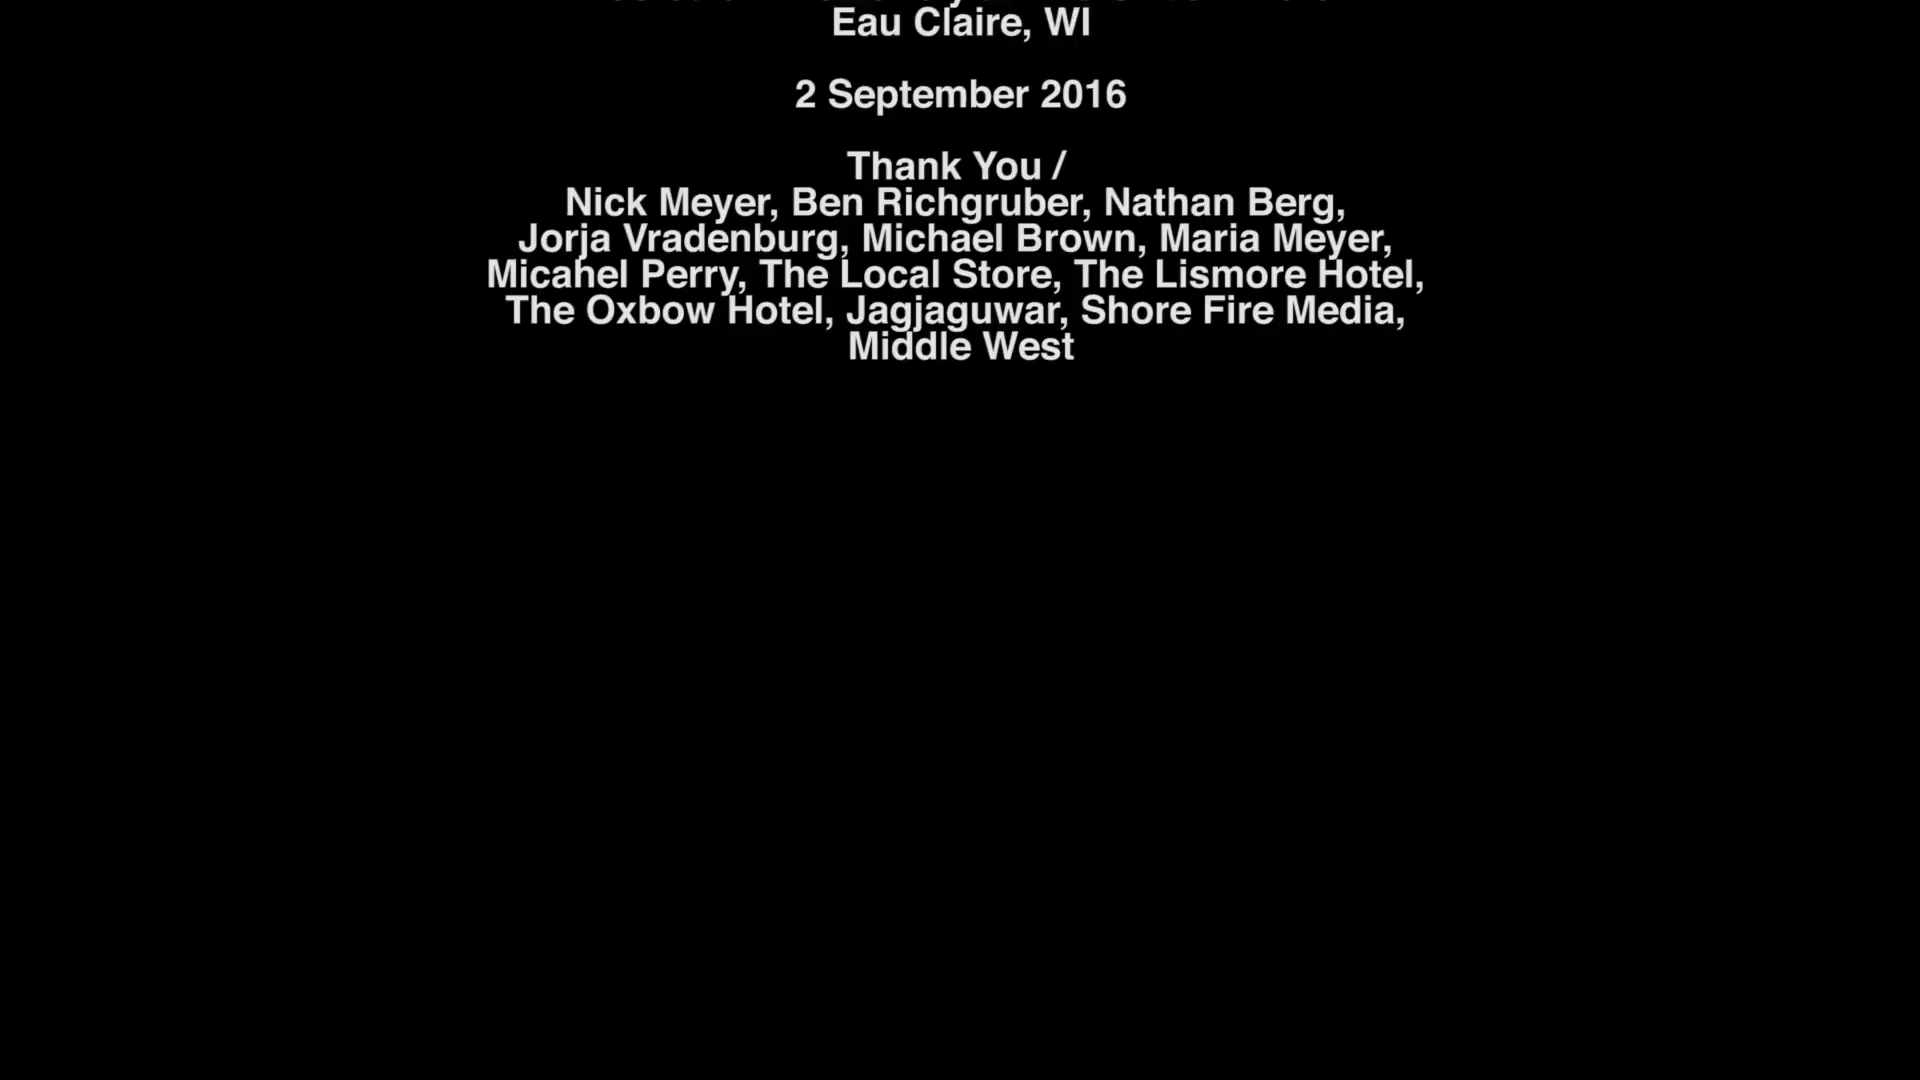 Eau Claire, WI
2 September 2016
Thank You /
Nick Meyer, Ben Richgruber, Nathan Berg,
Jorja Vradenburg, Michael Brown, Maria Meyer,
Micahel Perry, The Local Store, The Lismore Hotel,
The Oxbow Hotel, Jagjaguwar, Shore Fire Media,
Middle West